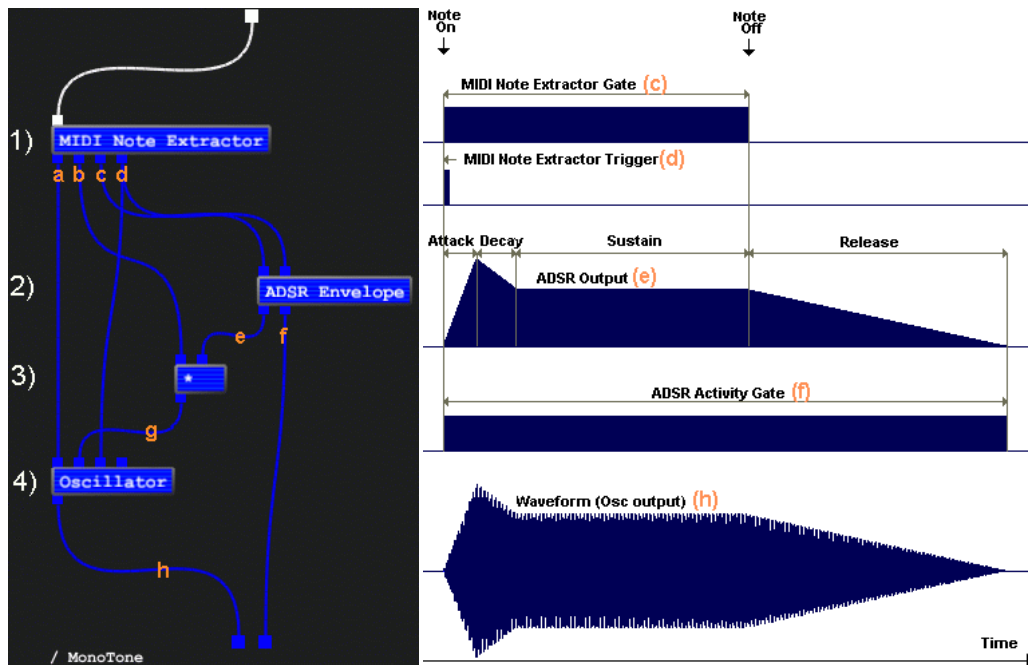 1)
MIDI Note Extractor
a b c d
2)
ADSR Envelope
e f
3)
*
g
4)
Oscillator
h
/ MonoTone
Note On
Note Off
MIDI Note Extractor Gate (c)
MIDI Note Extractor Trigger (d)
Attack Decay Sustain Release
ADSR Output (e)
ADSR Activity Gate (f)
Waveform (Osc output) (h)
Time